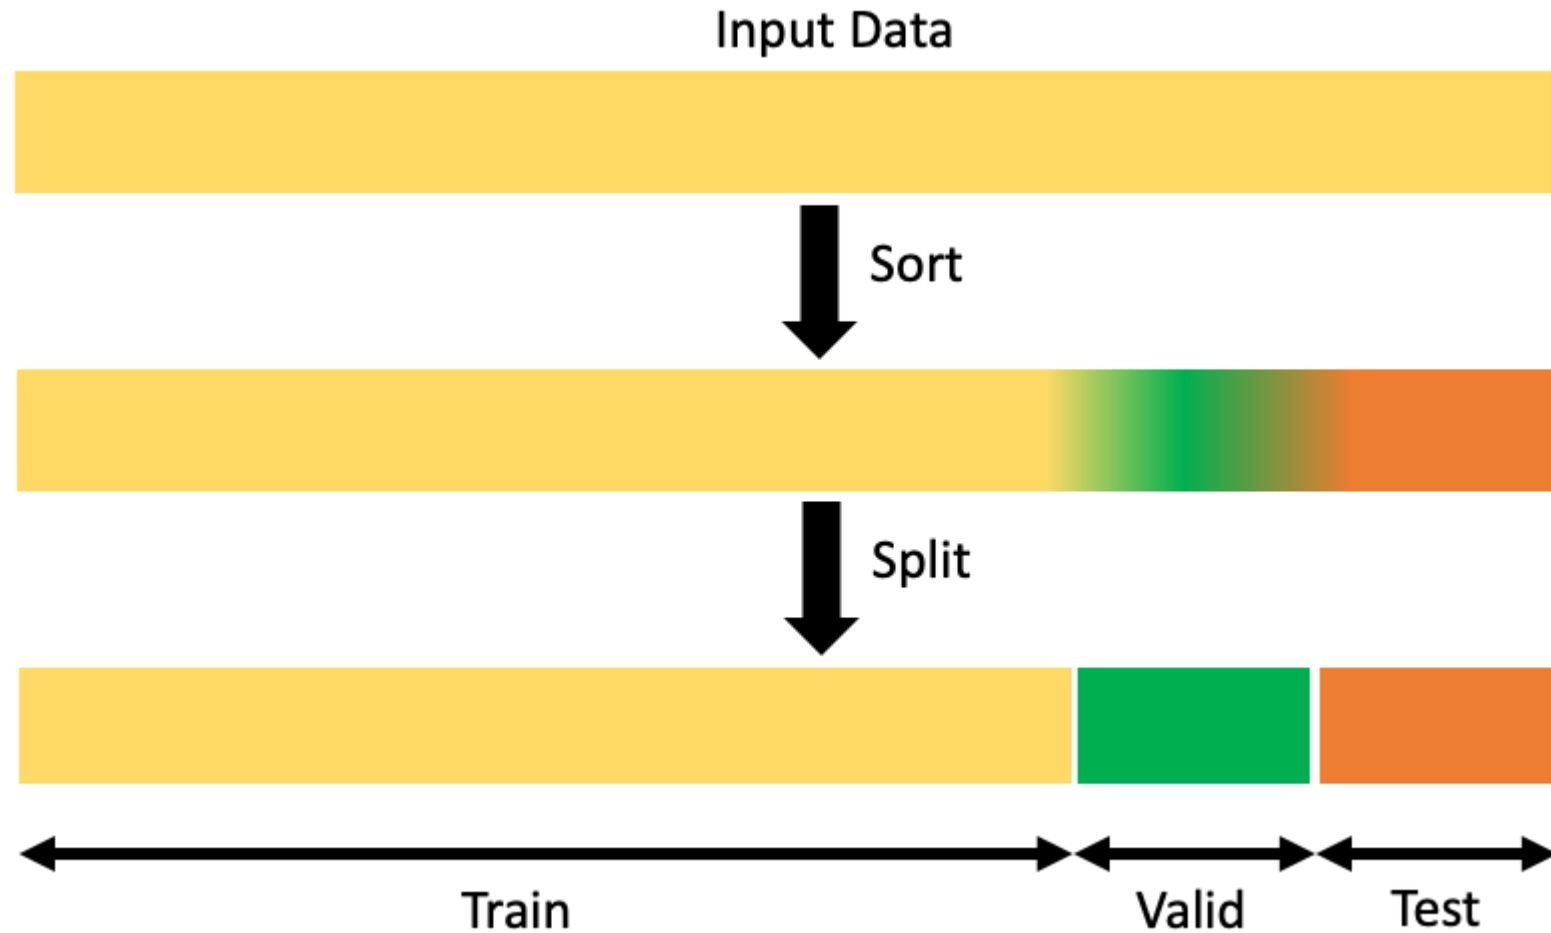 Input Data
Sort
Split
Train
Valid
Test